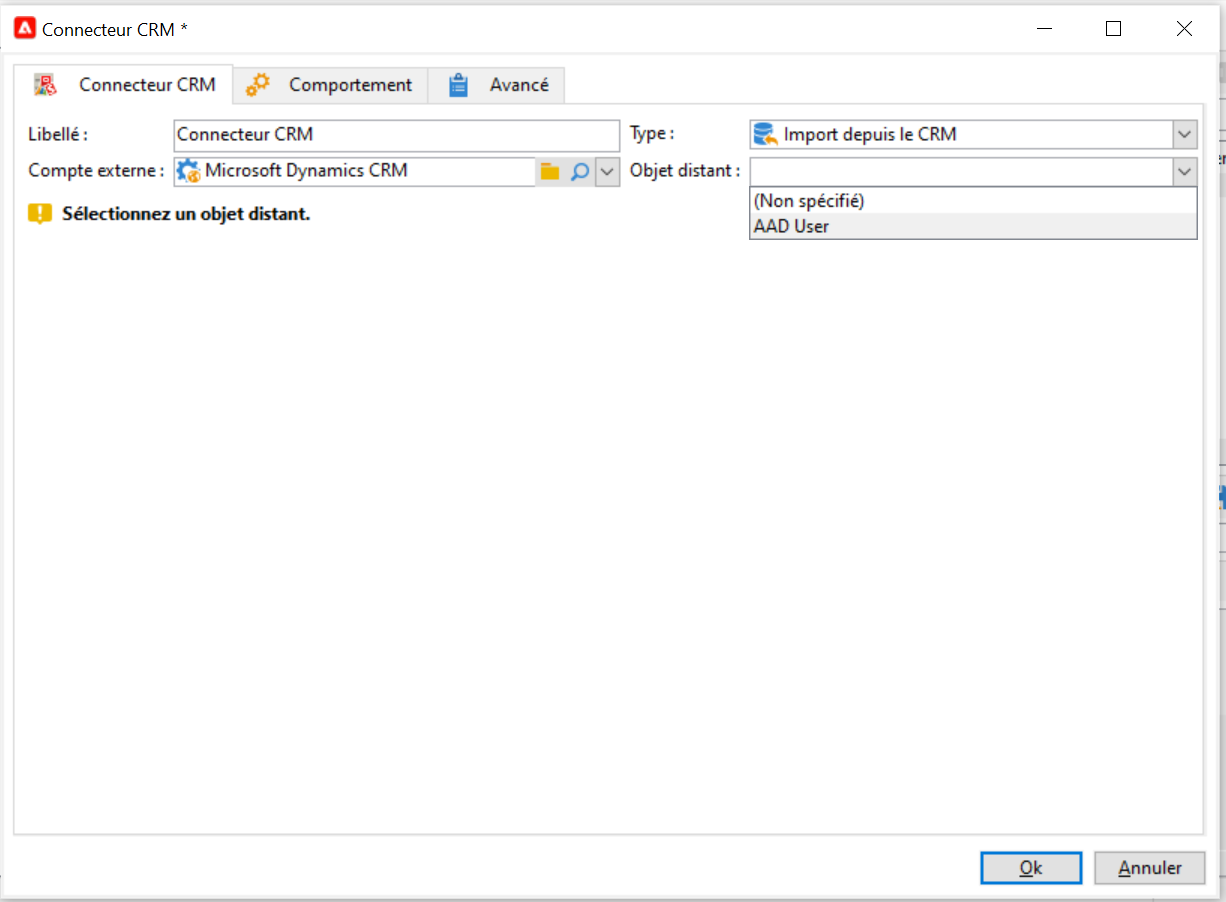 Connecteur CRM *
Connecteur CRM Comportement Avancé
Libellé : Connecteur CRM Type : Import depuis le CRM
Compte externe : Microsoft Dynamics CRM Objet distant :
Sélectionnez un objet distant. (Non spécifié)
AAD User
Ok Annuler